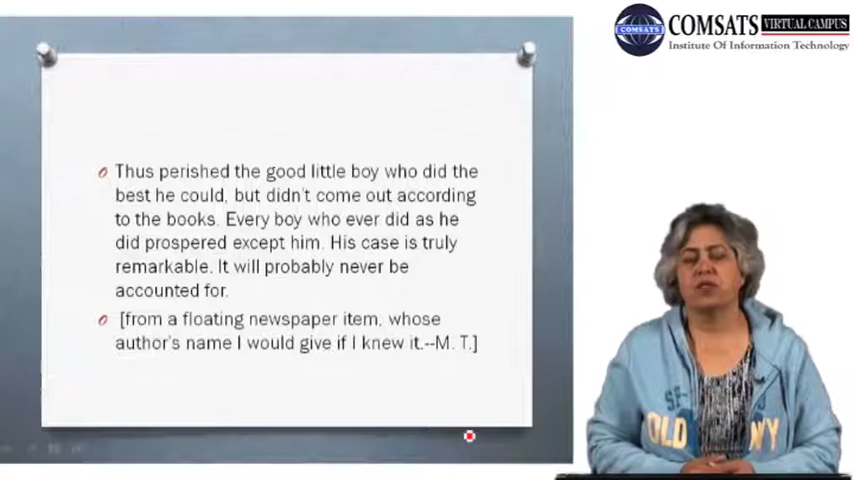 COMSATS VIRTUAL CAMPUS
Institute Of Information Technology
COMSATS
Thus perished the good little boy who did the
best he could, but didn't come out according
to the books. Every boy who ever did as he
did prospered except him. His case is truly
remarkable. It will probably never be
accounted for.
[from a floating newspaper item, whose
author's name I would give if I knew it.--M. T.]
OLD